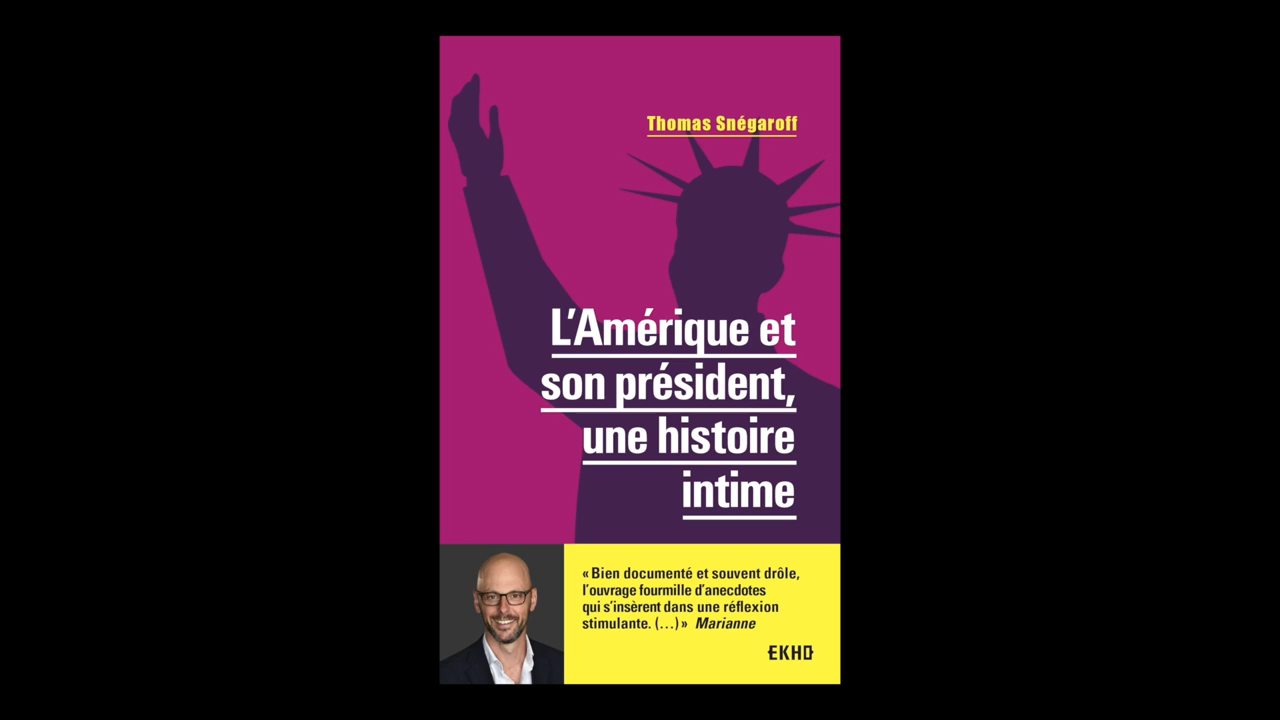 Thomas Snégaroff
L’Amérique et
son président,
une histoire
intime
« Bien documenté et souvent drôle,
l’ouvrage fourmille d’anecdotes
qui s’insèrent dans une réflexion
stimulante. (…) » Marianne
EKHO